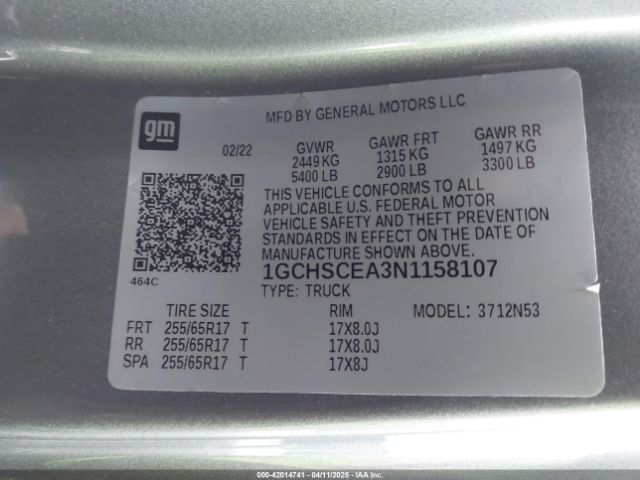 MFD BY GENERAL MOTORS LLC
gm
02/22
GVWR GAWR FRT GAWR RR
2449 KG 1315 KG 1497 KG
5400 LB 2900 LB 3300 LB
THIS VEHICLE CONFORMS TO ALL
APPLICABLE U.S. FEDERAL MOTOR
VEHICLE SAFETY AND THEFT PREVENTION
STANDARDS IN EFFECT ON THE DATE OF
MANUFACTURE SHOWN ABOVE.
1GCHSCEA3N1158107
464C
TYPE: TRUCK
TIRE SIZE RIM MODEL: 3712N53
FRT 255/65R17 T 17X8.0J
RR 255/65R17 T 17X8.0J
SPA 255/65R17 T 17X8J
000-42014741 - 04/11/2025 - IAA Inc.